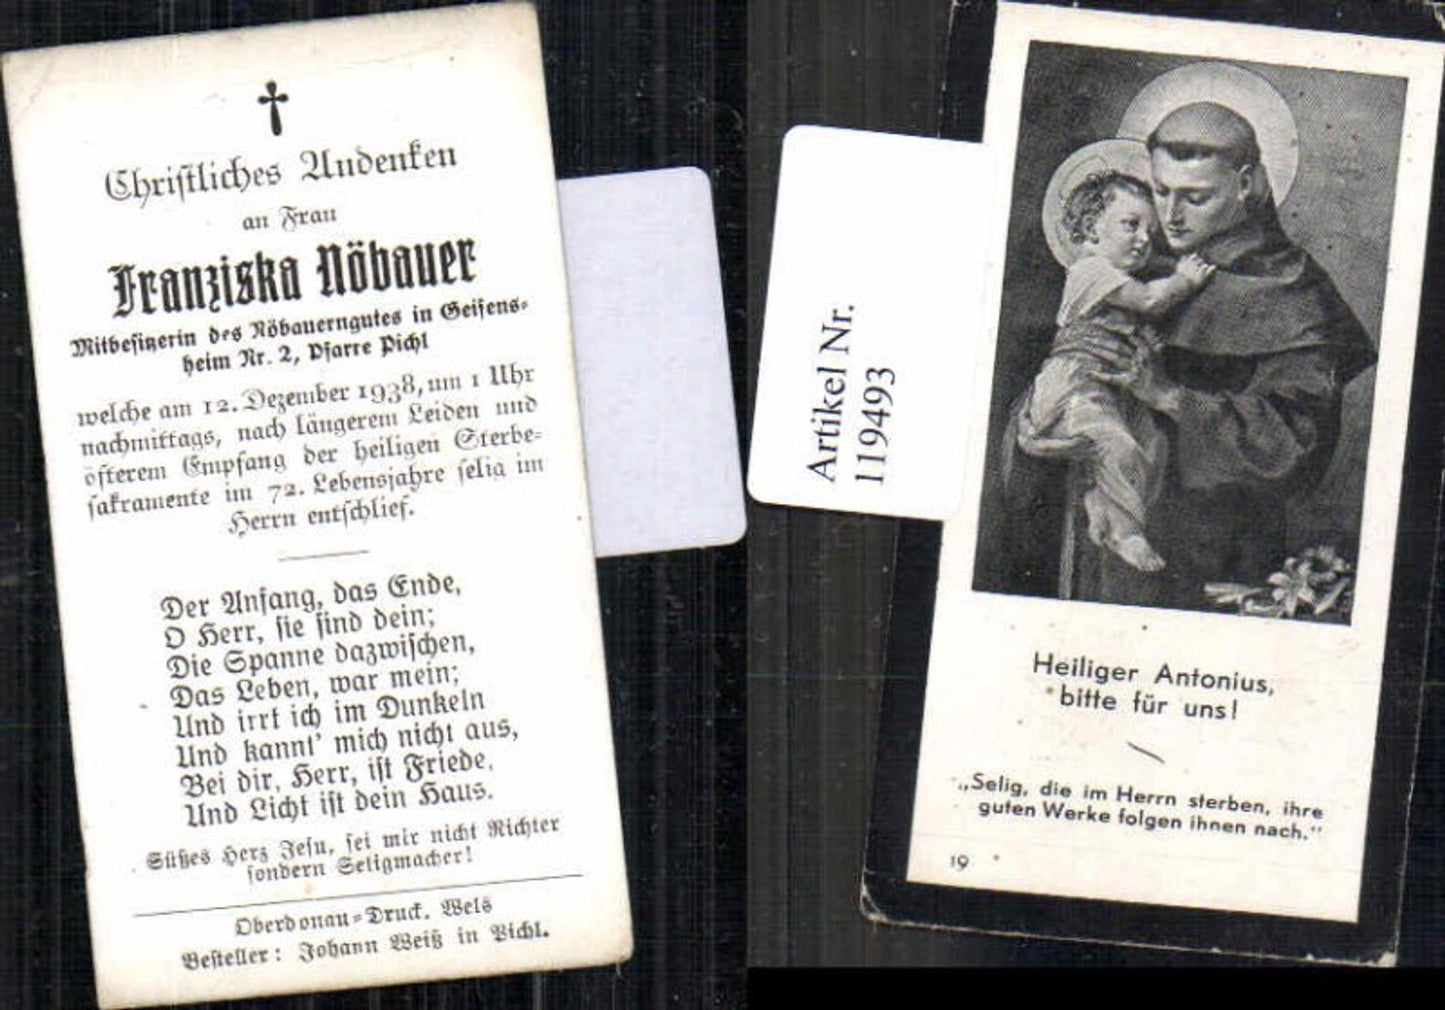 Christliches Andenken
an Frau
Franziska Nöbauer
Mitbesitzerin des Nöbauerngutes in Geisens-
heim Nr. 2, Pfarre Pichl
welche am 12. Dezember 1938, um 1 Uhr
nachmittags, nach längerem Leiden und
öfterem Empfang der heiligen Sterbe-
sakramente im 72. Lebensjahre selig im
Herrn entschlief.
Der Anfang, das Ende,
O Herr, sie sind dein;
Die Spanne dazwischen,
Das Leben, war mein;
Und irrt ich im Dunkeln
Und kannt' mich nicht aus,
Bei dir, Herr, ist Friede,
Und Licht ist dein Haus.
Süßes Herz Jesu, sei mir nicht Richter
sondern Seligmacher!
Oberdonau-Druck, Wels
Besteller: Johann Weiß in Pichl.
Artikel Nr.
119493
Heiliger Antonius,
bitte für uns!
„Selig, die im Herrn sterben, ihre
guten Werke folgen ihnen nach."
19